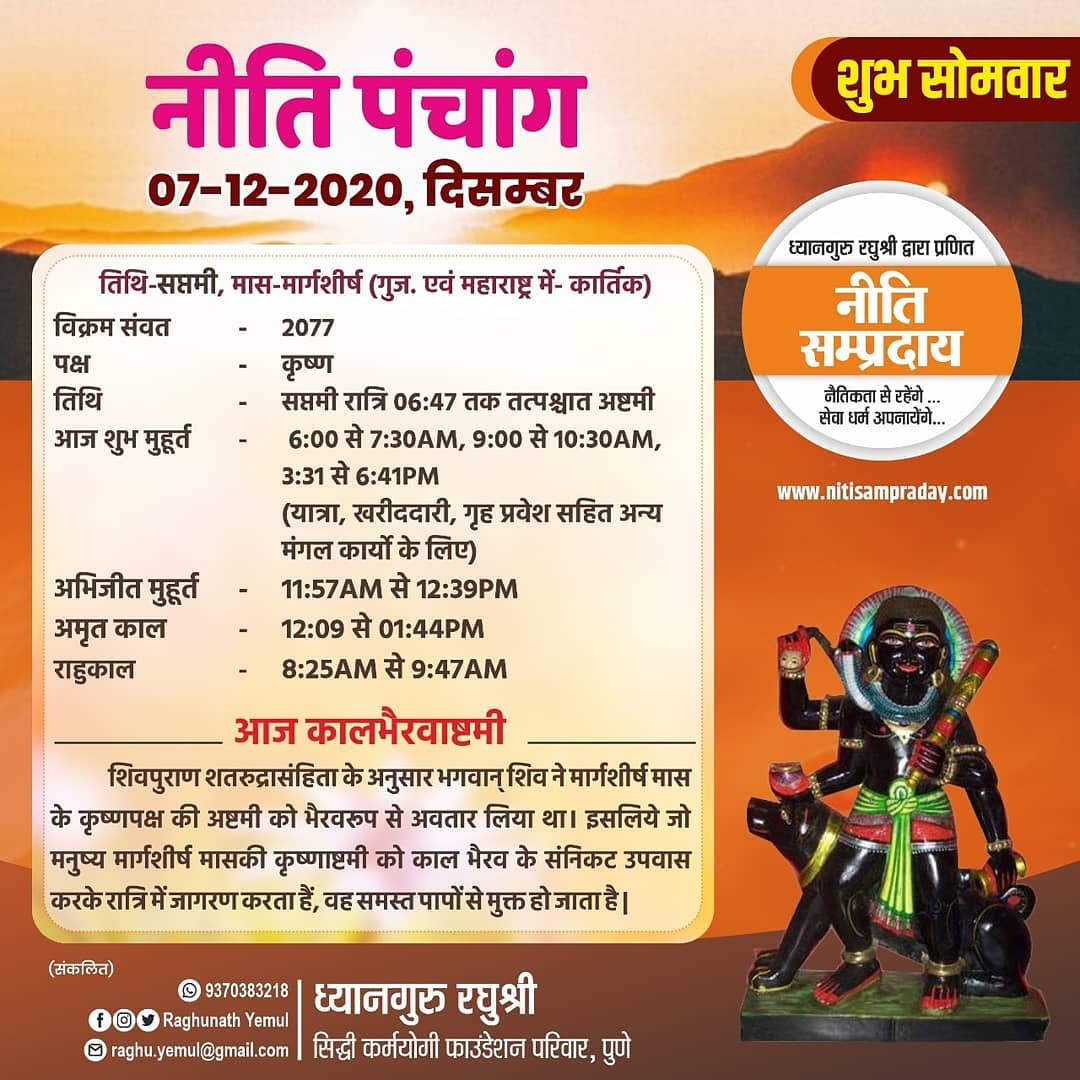 नीति पंचांग
07-12-2020, दिसम्बर
शुभ सोमवार
ध्यानगुरु रघुश्री द्वारा प्रणित
नीति
सम्प्रदाय
नैतिकता से रहेंगे ...
सेवा धर्म अपनायेंगे...
www.nitisampraday.com
तिथि-सप्तमी, मास-मार्गशीर्ष (गुज. एवं महाराष्ट्र में- कार्तिक)
विक्रम संवत - 2077
पक्ष - कृष्ण
तिथि - सप्तमी रात्रि 06:47 तक तत्पश्चात अष्टमी
आज शुभ मुहूर्त - 6:00 से 7:30AM, 9:00 से 10:30AM,
3:31 से 6:41PM
(यात्रा, खरीददारी, गृह प्रवेश सहित अन्य
मंगल कार्यो के लिए)
अभिजीत मुहूर्त - 11:57AM से 12:39PM
अमृत काल - 12:09 से 01:44PM
राहुकाल - 8:25AM से 9:47AM
आज कालभैरवाष्टमी
शिवपुराण शतरुद्रासंहिता के अनुसार भगवान् शिव ने मार्गशीर्ष मास
के कृष्णपक्ष की अष्टमी को भैरवरूप से अवतार लिया था। इसलिये जो
मनुष्य मार्गशीर्ष मासकी कृष्णाष्टमी को काल भैरव के संनिकट उपवास
करके रात्रि में जागरण करता हैं, वह समस्त पापों से मुक्त हो जाता है|
(संकलित)
9370383218
Raghunath Yemul
raghu.yemul@gmail.com
ध्यानगुरु रघुश्री
सिद्धी कर्मयोगी फाउंडेशन परिवार, पुणे